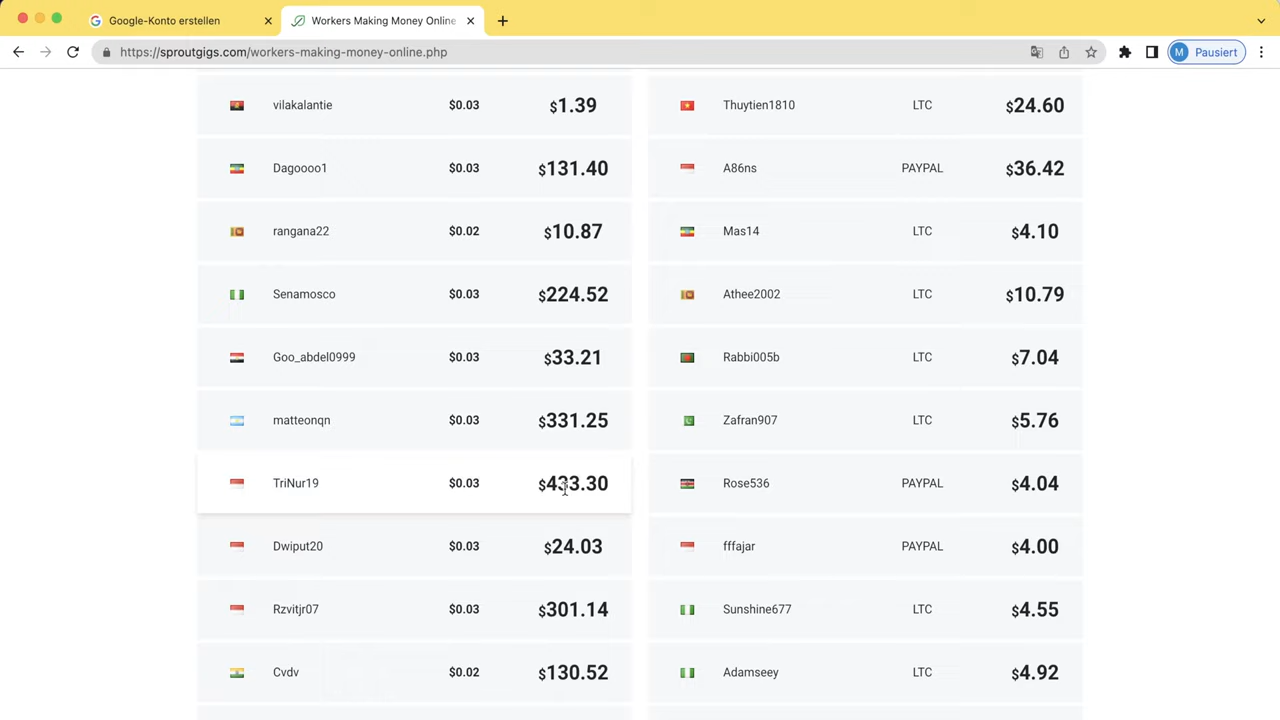 Google-Konto erstellen
Workers Making Money Online
https://sproutgigs.com/workers-making-money-online.php
M Pausiert
vilakalantie $0.03 $1.39
Thuytien1810 LTC $24.60
Dagoooo1 $0.03 $131.40
A86ns PAYPAL $36.42
rangana22 $0.02 $10.87
Mas14 LTC $4.10
Senamosco $0.03 $224.52
Athee2002 LTC $10.79
Goo_abdel0999 $0.03 $33.21
Rabbi005b LTC $7.04
matteonqn $0.03 $331.25
Zafran907 LTC $5.76
TriNur19 $0.03 $433.30
Rose536 PAYPAL $4.04
Dwiput20 $0.03 $24.03
fffajar PAYPAL $4.00
Rzvitjr07 $0.03 $301.14
Sunshine677 LTC $4.55
Cvdv $0.02 $130.52
Adamseey LTC $4.92